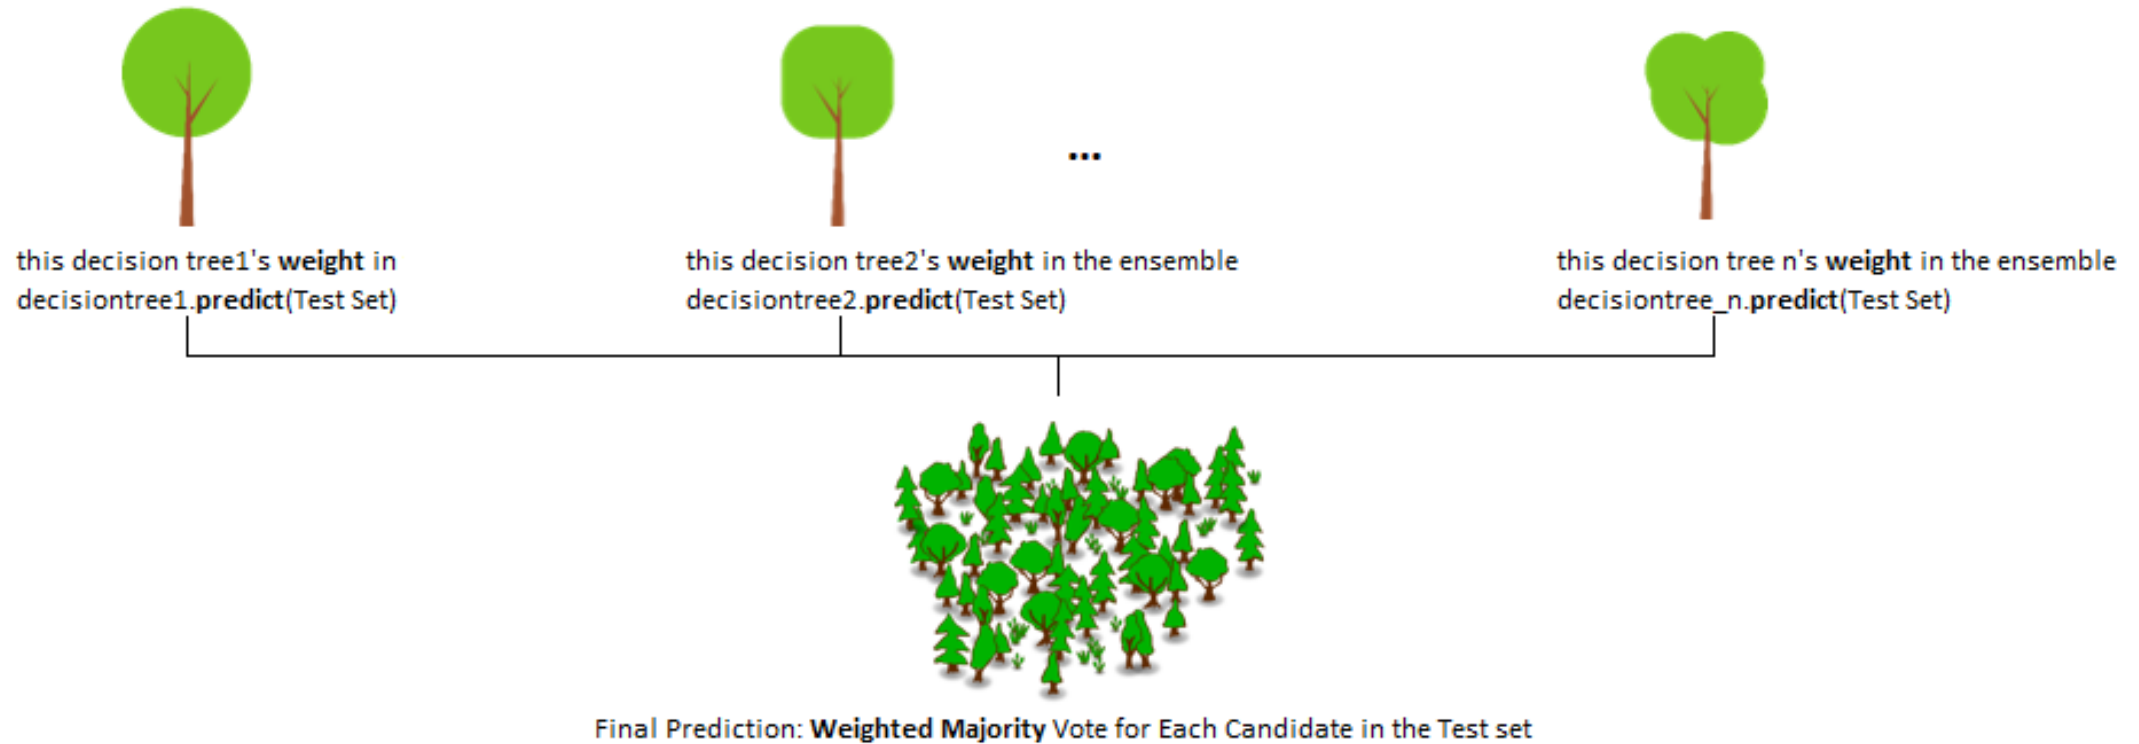 ...
this decision tree1's weight in
decisiontree1.predict(Test Set)
this decision tree2's weight in the ensemble
decisiontree2.predict(Test Set)
this decision tree n's weight in the ensemble
decisiontree_n.predict(Test Set)
Final Prediction: Weighted Majority Vote for Each Candidate in the Test set